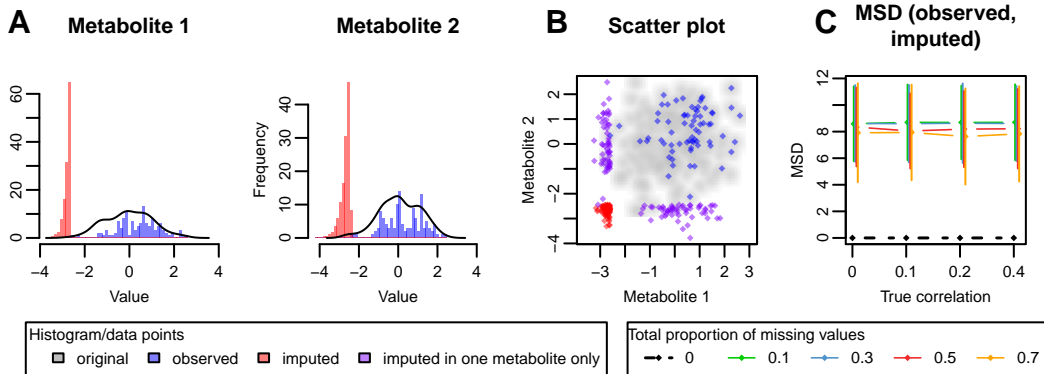 A
Metabolite 1
Metabolite 2
B
Scatter plot
C
MSD (observed,
imputed)
60
50
40
30
20
10
0
−4 −2 0 2 4
Value
Frequency
40
30
20
10
0
−4 −2 0 2 4
Value
Metabolite 2
2
1
0
−2
−4
−3 −1 0 1 2 3
Metabolite 1
MSD
12
8
6
4
2
0
0 0.1 0.2 0.4
True correlation
Histogram/data points
original observed imputed imputed in one metabolite only
Total proportion of missing values
0 0.1 0.3 0.5 0.7